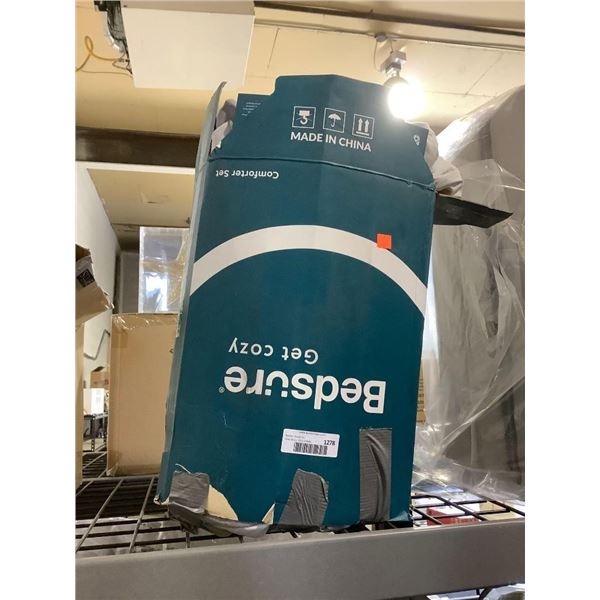 MADE IN CHINA
Comforter Set
Get cozy
Bedsure®
1278